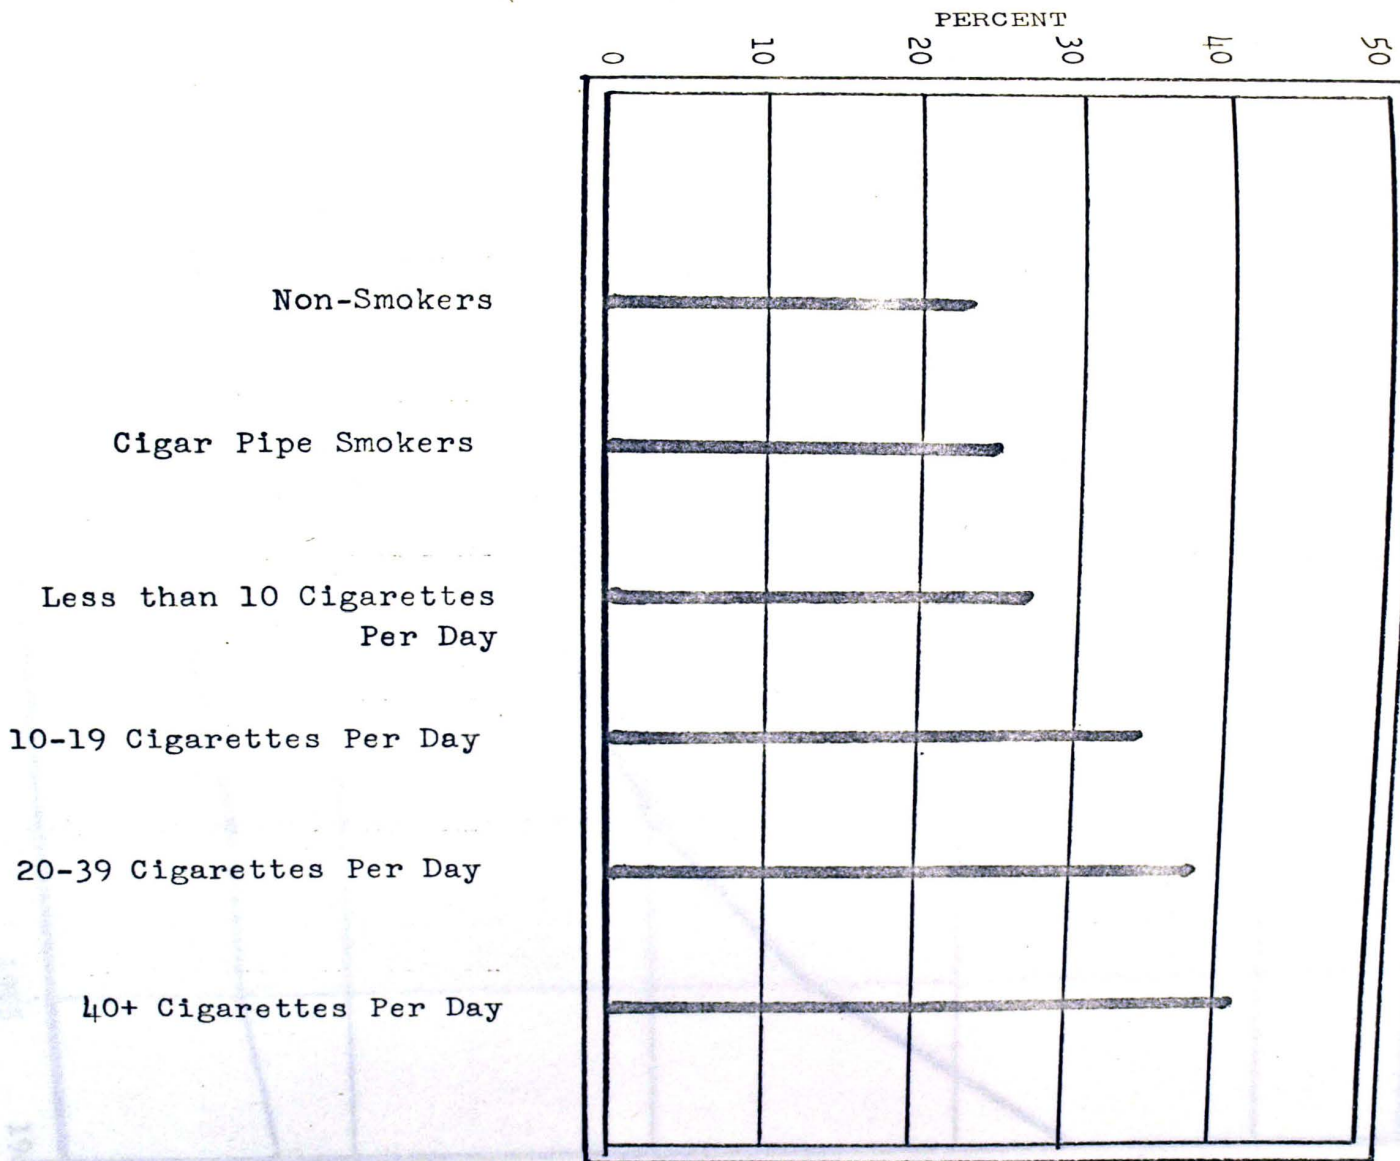 PERCENT
0 10 20 30 40 50
Non-Smokers
Cigar Pipe Smokers
Less than 10 Cigarettes
Per Day
10-19 Cigarettes Per Day
20-39 Cigarettes Per Day
40+ Cigarettes Per Day